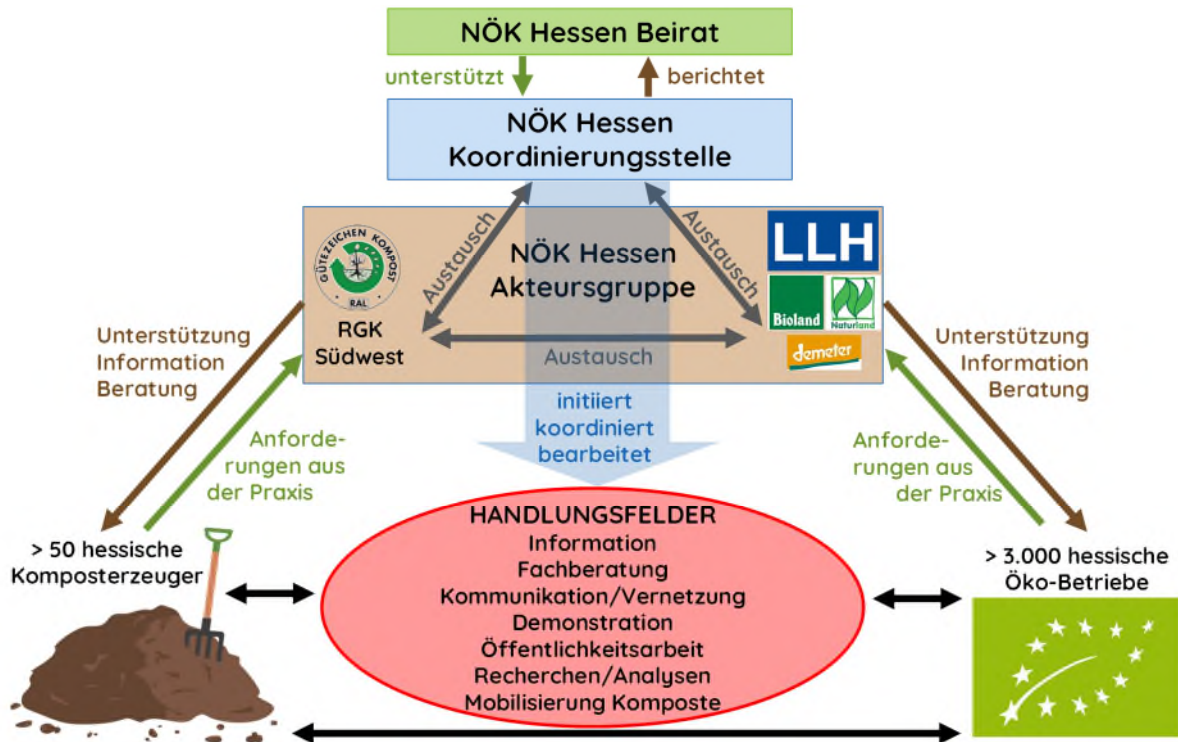 NÖK Hessen Beirat
unterstützt
berichtet
NÖK Hessen
Koordinierungsstelle
Austausch
Austausch
GÜTEZEICHEN KOMPOST
RAL
RGK
Südwest
NÖK Hessen
Akteursgruppe
Austausch
LLH
Bioland
Naturland
demeter
Unterstützung
Information
Beratung
Anforde-
rungen aus
der Praxis
initiiert
koordiniert
bearbeitet
Unterstützung
Information
Beratung
Anforde-
rungen aus
der Praxis
> 50 hessische
Komposterzeuger
HANDLUNGSFELDER
Information
Fachberatung
Kommunikation/Vernetzung
Demonstration
Öffentlichkeitsarbeit
Recherchen/Analysen
Mobilisierung Komposte
> 3.000 hessische
Öko-Betriebe